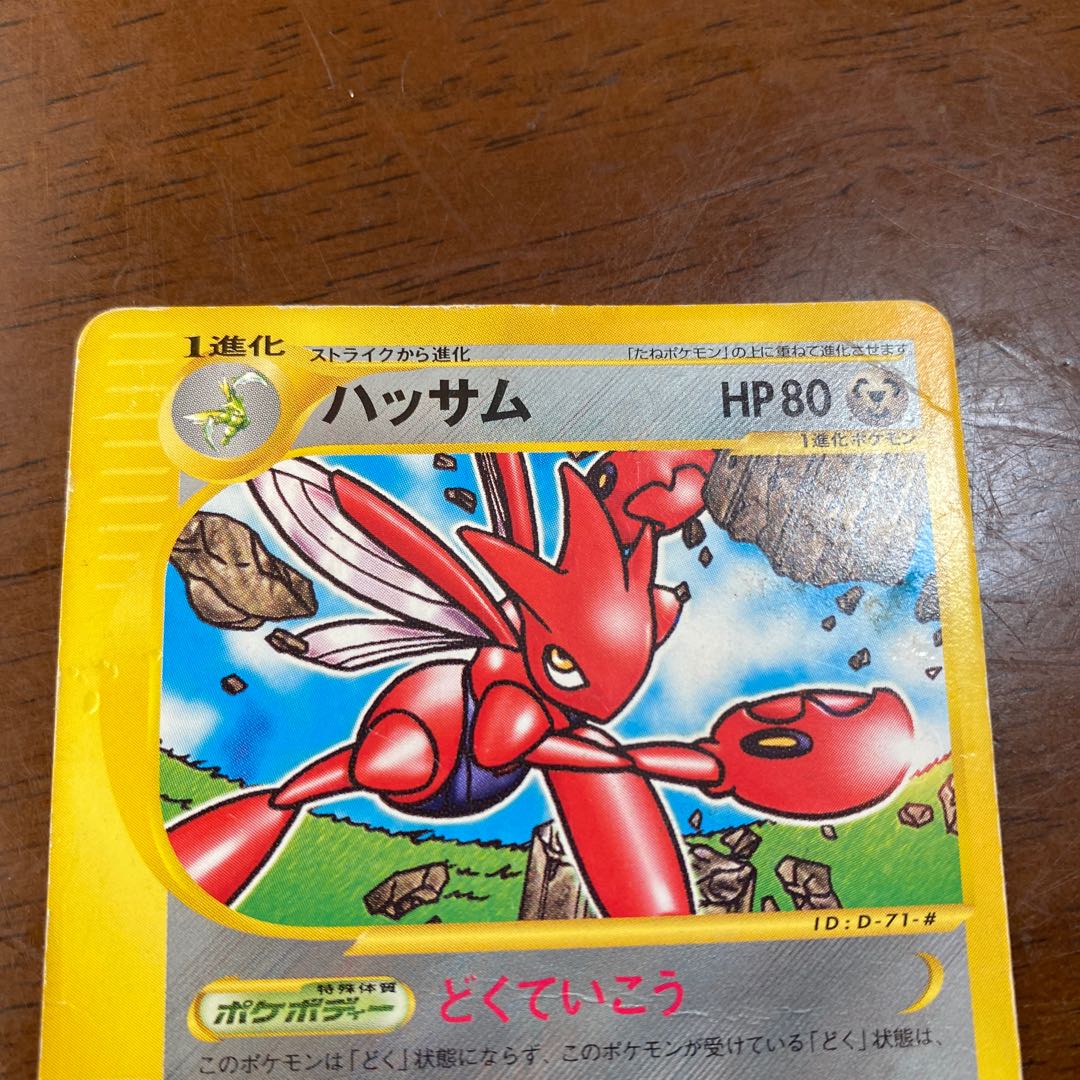 1進化 ストライクから進化 「たねポケモン」の上に重ねて進化させます
ハッサム HP80
1進化ポケモン
ID:D-71-#
特殊体質
ポケボディー どくていこう
このポケモンは「どく」状態にならず、このポケモンが受けている「どく」状態は、